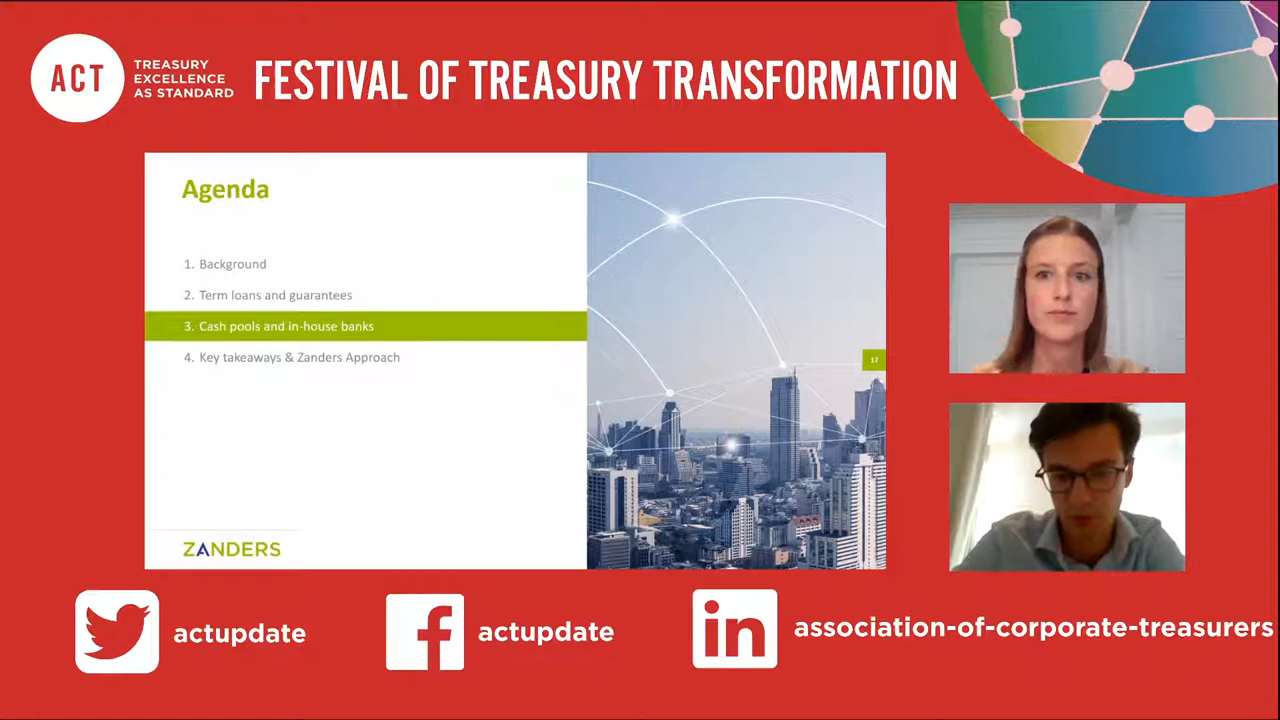 ACT
TREASURY
EXCELLENCE
AS STANDARD
FESTIVAL OF TREASURY TRANSFORMATION
Agenda
1. Background
2. Term loans and guarantees
3. Cash pools and in-house banks
4. Key takeaways & Zanders Approach
17
ZANDERS
actupdate
actupdate
in
association-of-corporate-treasurers